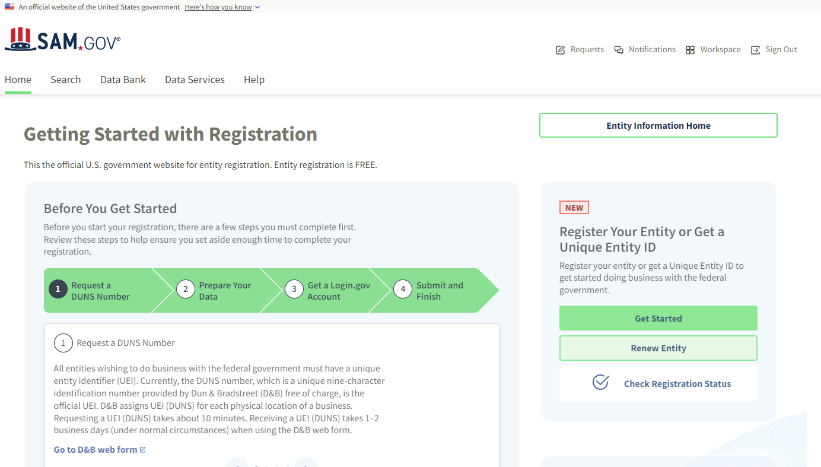 An official website of the United States government Here's how you know
SAM.GOV®
Requests Notifications Workspace Sign Out
Home Search Data Bank Data Services Help
Getting Started with Registration
Entity Information Home
This the official U.S. government website for entity registration. Entity registration is FREE.
Before You Get Started
Before you start your registration, there are a few steps you must complete first.
Review these steps to help ensure you set aside enough time to complete your
registration.
1 Request a
DUNS Number
2 Prepare Your
Data
3 Get a Login.gov
Account
4 Submit and
Finish
1 Request a DUNS Number
All entities wishing to do business with the federal government must have a unique
entity identifier (UEI). Currently, the DUNS number, which is a unique nine-character
identification number provided by Dun & Bradstreet (D&B) free of charge, is the
official UEI. D&B assigns UEI (DUNS) for each physical location of a business.
Requesting a UEI (DUNS) takes about 10 minutes. Receiving a UEI (DUNS) takes 1–2
business days (under normal circumstances) when using the D&B web form.
Go to D&B web form
NEW
Register Your Entity or Get a
Unique Entity ID
Register your entity or get a Unique Entity ID to
get started doing business with the federal
government.
Get Started
Renew Entity
Check Registration Status